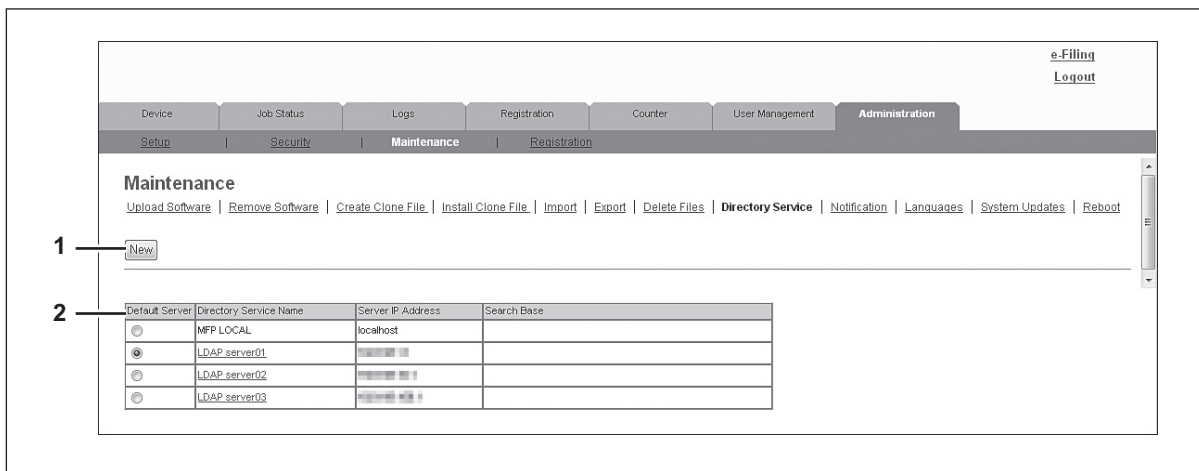 e-Filing
Logout
Device Job Status Logs Registration Counter User Management Administration
Setup | Security | Maintenance | Registration
Maintenance
Upload Software | Remove Software | Create Clone File | Install Clone File | Import | Export | Delete Files | Directory Service | Notification | Languages | System Updates | Reboot
1
New
2
Default Server Directory Service Name Server IP Address Search Base
MFP LOCAL localhost
LDAP server01
LDAP server02
LDAP server03